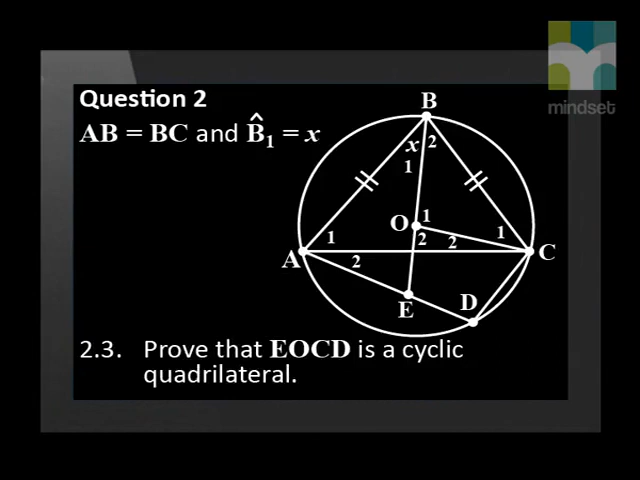 mindset
Question 2
AB = BC and B̂₁ = x
B
x 2
1
O 1
2 2
1
1
A
2
C
E
D
2.3. Prove that EOCD is a cyclic
quadrilateral.